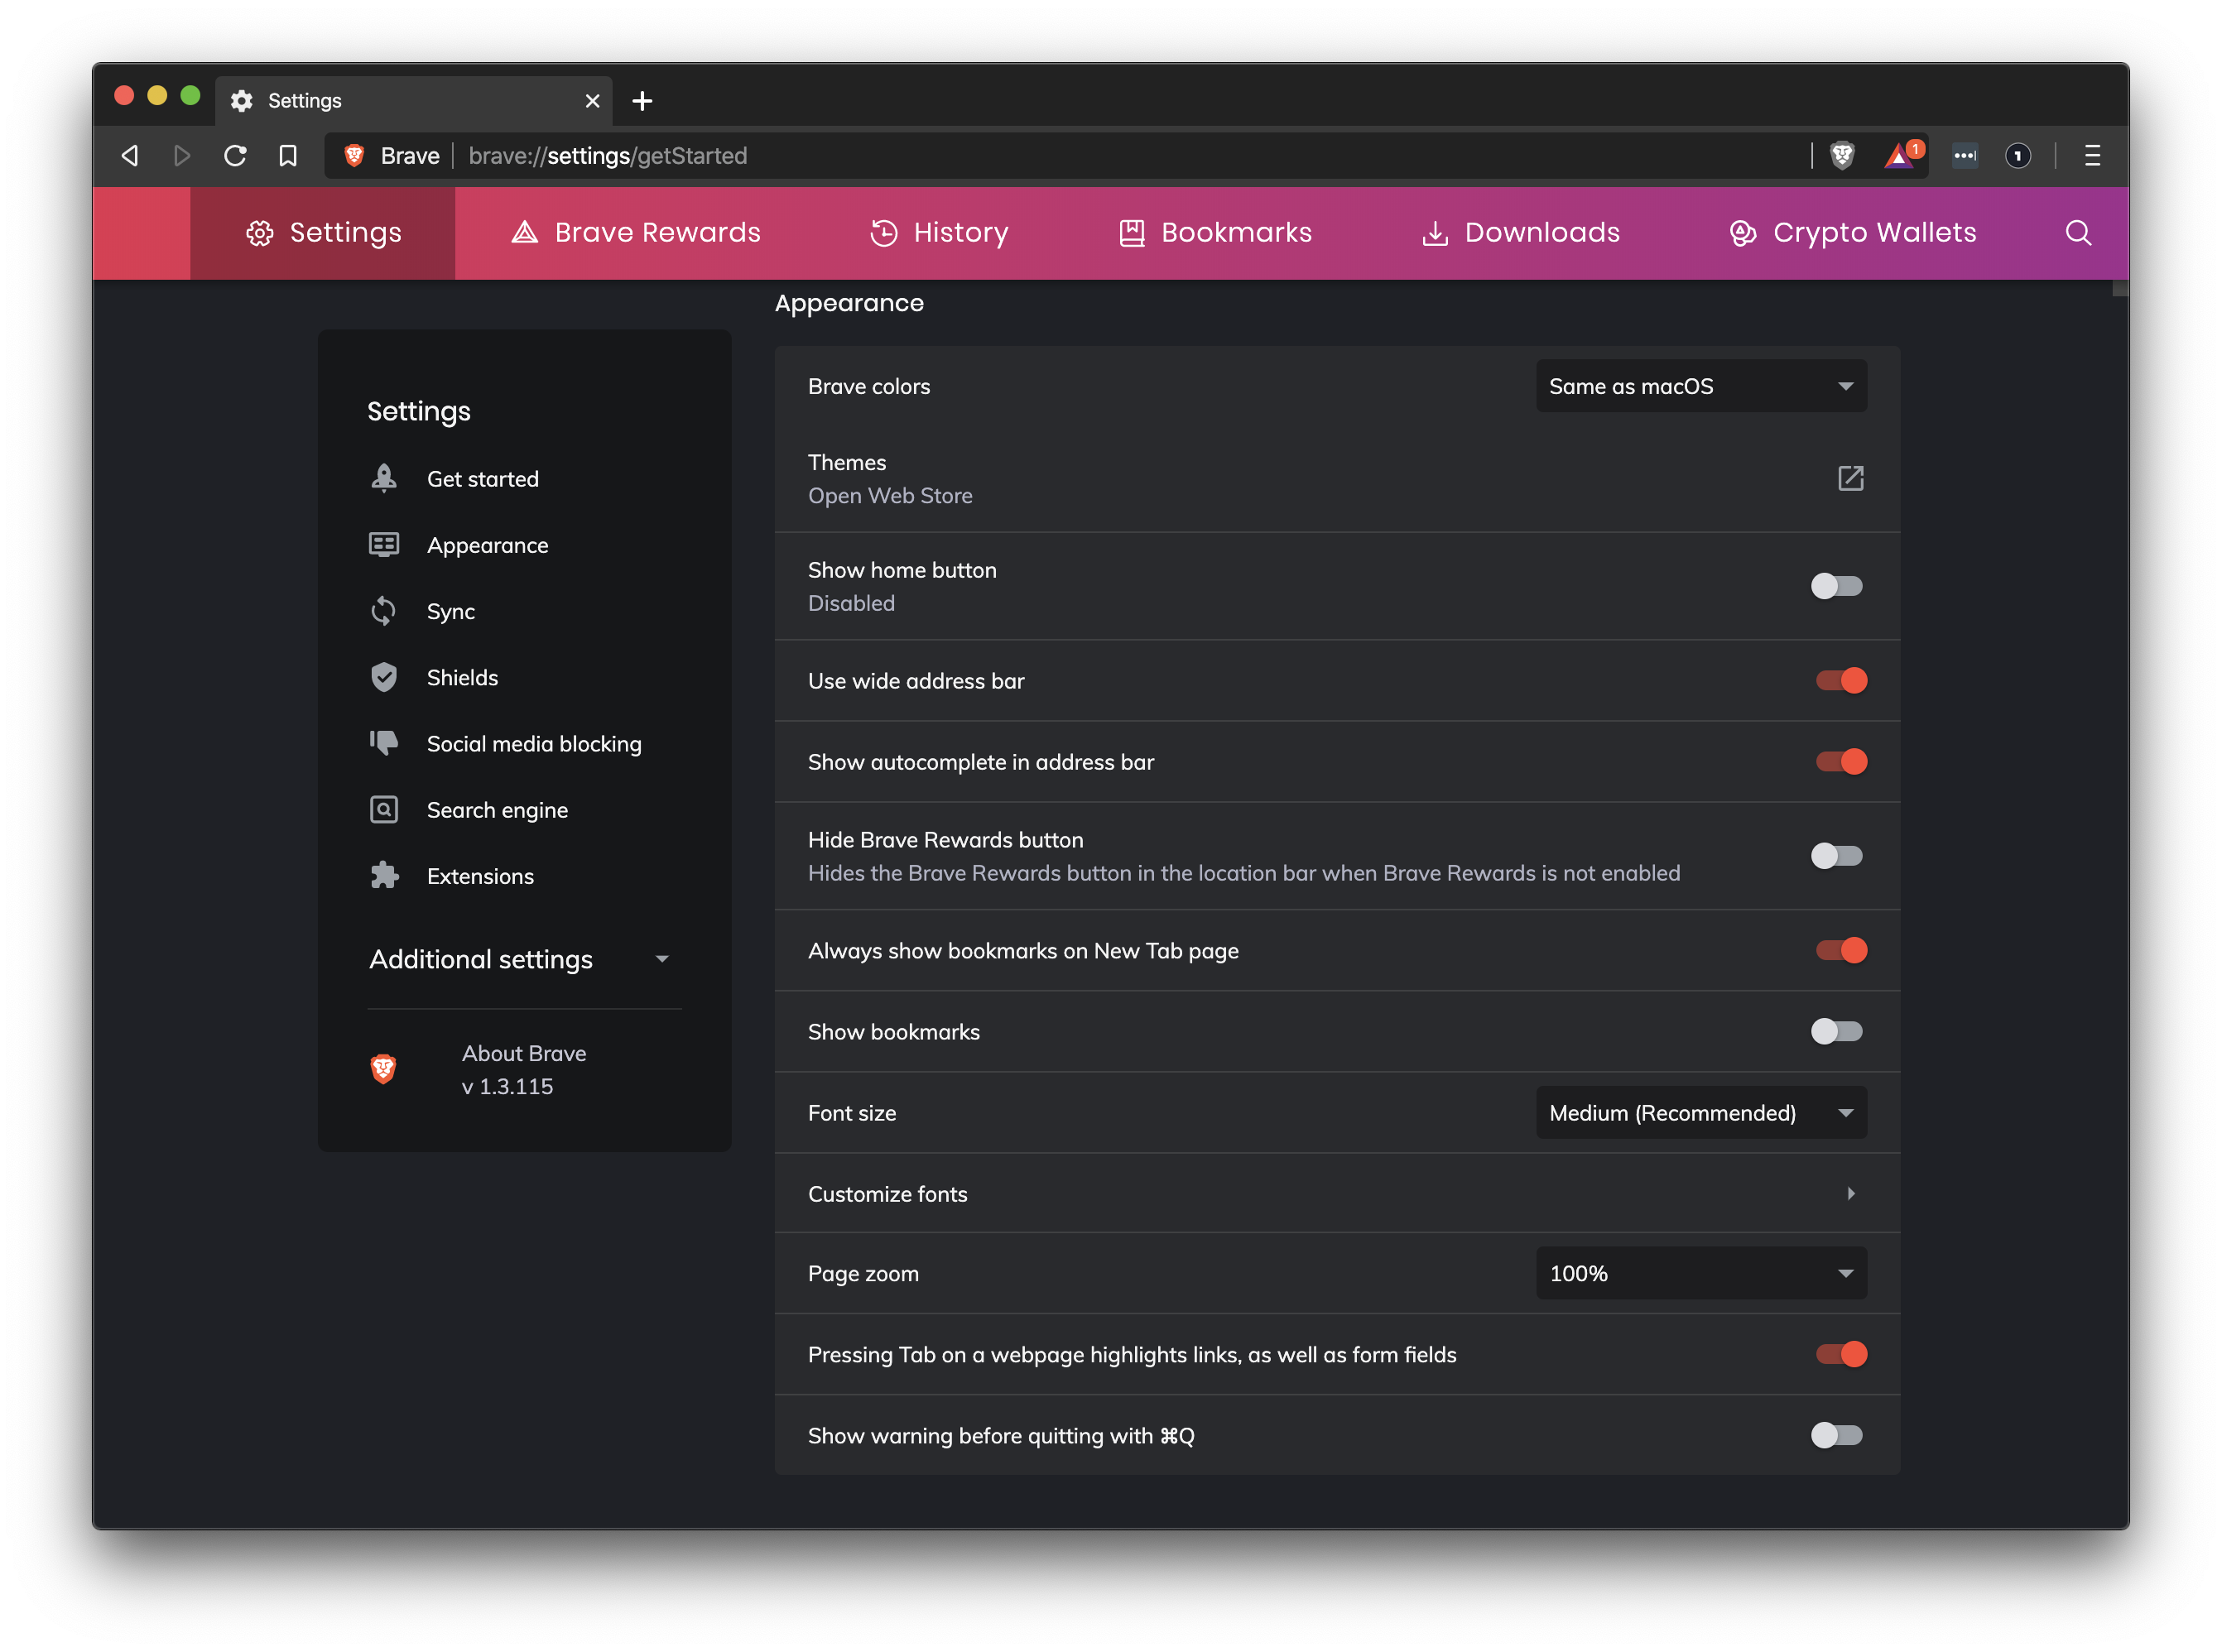 Settings
Brave
brave://settings/getStarted
1
1
Settings
Brave Rewards
History
Bookmarks
Downloads
Crypto Wallets
Settings
Get started
Appearance
Sync
Shields
Social media blocking
Search engine
Extensions
Additional settings
About Brave
v 1.3.115
Appearance
Brave colors
Same as macOS
Themes
Open Web Store
Show home button
Disabled
Use wide address bar
Show autocomplete in address bar
Hide Brave Rewards button
Hides the Brave Rewards button in the location bar when Brave Rewards is not enabled
Always show bookmarks on New Tab page
Show bookmarks
Font size
Medium (Recommended)
Customize fonts
Page zoom
100%
Pressing Tab on a webpage highlights links, as well as form fields
Show warning before quitting with ⌘Q